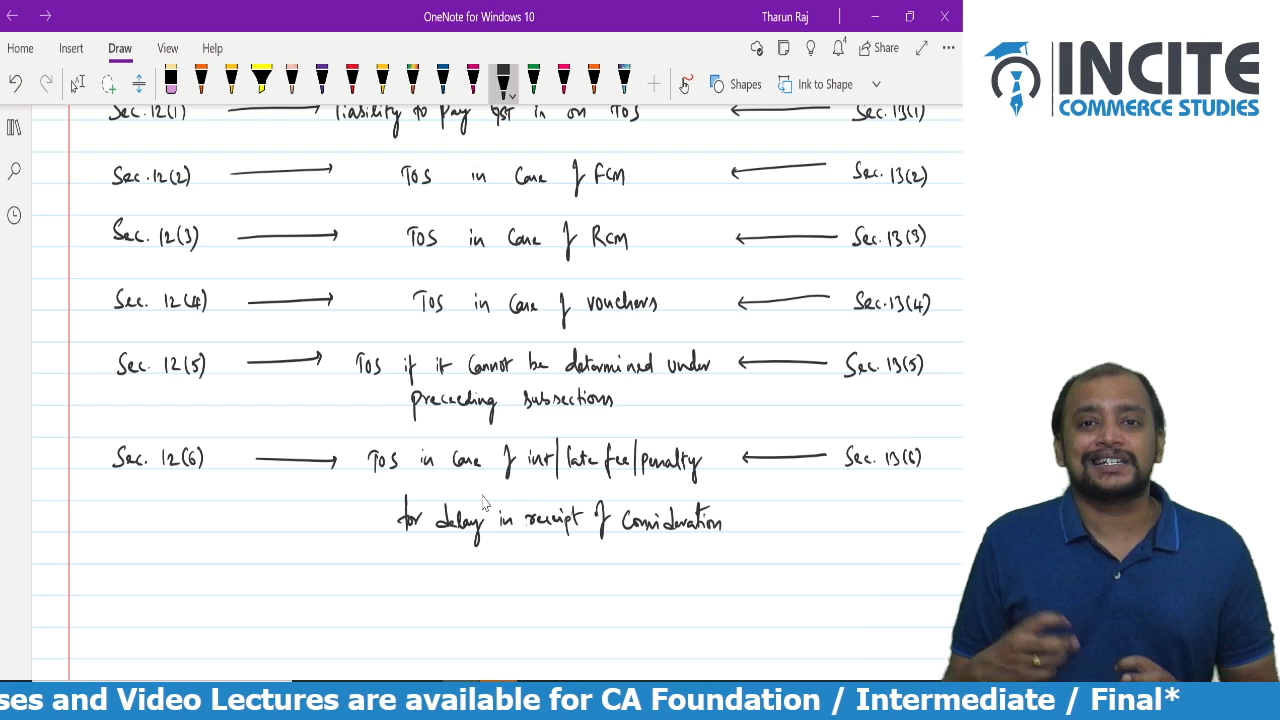 OneNote for Windows 10
Tharun Raj
Home Insert Draw View Help
4 Share
Shapes Ink to Shape
INCITE
COMMERCE STUDIES
Sec. 12(1) liability to pay GST is on TOS Sec. 13(1)
Sec. 12(2) TOS in case of FCM Sec. 13(2)
Sec. 12(3) TOS in case of RCM Sec. 13(3)
Sec. 12(4) TOS in case of vouchers Sec. 13(4)
Sec. 12(5) TOS if it cannot be determined under Sec. 13(5)
preceeding subsections
Sec. 12(6) TOS in case of int/late fee/penalty Sec. 13(6)
for delay in receipt of consideration
ses and Video Lectures are available for CA Foundation / Intermediate / Final*